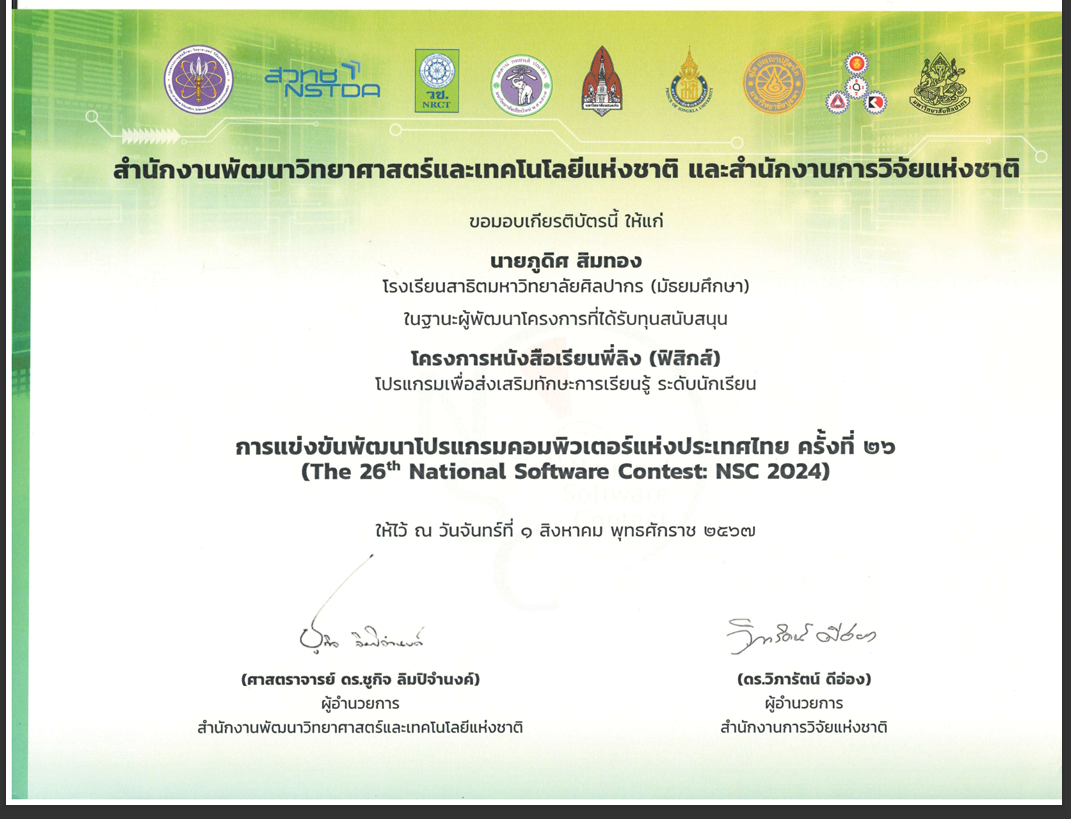 สวทช
NSTDA
วช.
NRCT
สำนักงานพัฒนาวิทยาศาสตร์และเทคโนโลยีแห่งชาติ และสำนักงานการวิจัยแห่งชาติ
ขอมอบเกียรติบัตรนี้ ให้แก่
นายภูดิศ สิมทอง
โรงเรียนสาธิตมหาวิทยาลัยศิลปากร (มัธยมศึกษา)
ในฐานะผู้พัฒนาโครงการที่ได้รับทุนสนับสนุน
โครงการหนังสือเรียนพี่ลิง (ฟิสิกส์)
โปรแกรมเพื่อส่งเสริมทักษะการเรียนรู้ ระดับนักเรียน
การแข่งขันพัฒนาโปรแกรมคอมพิวเตอร์แห่งประเทศไทย ครั้งที่ ๒๖
(The 26th National Software Contest: NSC 2024)
ให้ไว้ ณ วันจันทร์ที่ ๑ สิงหาคม พุทธศักราช ๒๕๖๗
(ศาสตราจารย์ ดร.ชูกิจ ลิมปิจำนงค์)
ผู้อำนวยการ
สำนักงานพัฒนาวิทยาศาสตร์และเทคโนโลยีแห่งชาติ
(ดร.วิภารัตน์ ดีอ่อง)
ผู้อำนวยการ
สำนักงานการวิจัยแห่งชาติ